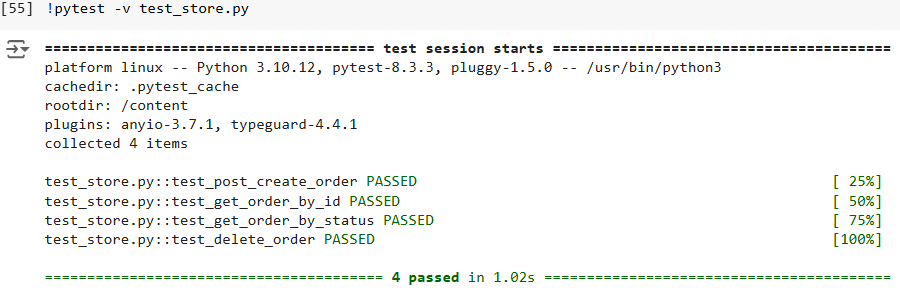 [55] !pytest -v test_store.py
======================================= test session starts ========================================
platform linux -- Python 3.10.12, pytest-8.3.3, pluggy-1.5.0 -- /usr/bin/python3
cachedir: .pytest_cache
rootdir: /content
plugins: anyio-3.7.1, typeguard-4.4.1
collected 4 items
test_store.py::test_post_create_order PASSED [ 25%]
test_store.py::test_get_order_by_id PASSED [ 50%]
test_store.py::test_get_order_by_status PASSED [ 75%]
test_store.py::test_delete_order PASSED [100%]
======================================== 4 passed in 1.02s =========================================